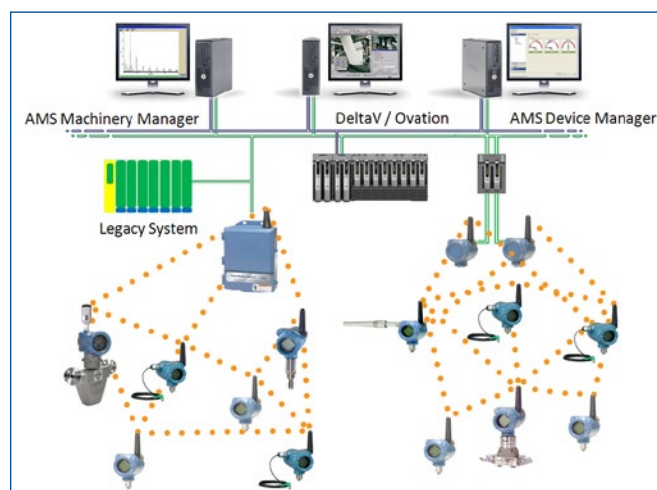 AMS Machinery Manager
DeltaV / Ovation
AMS Device Manager
Legacy System